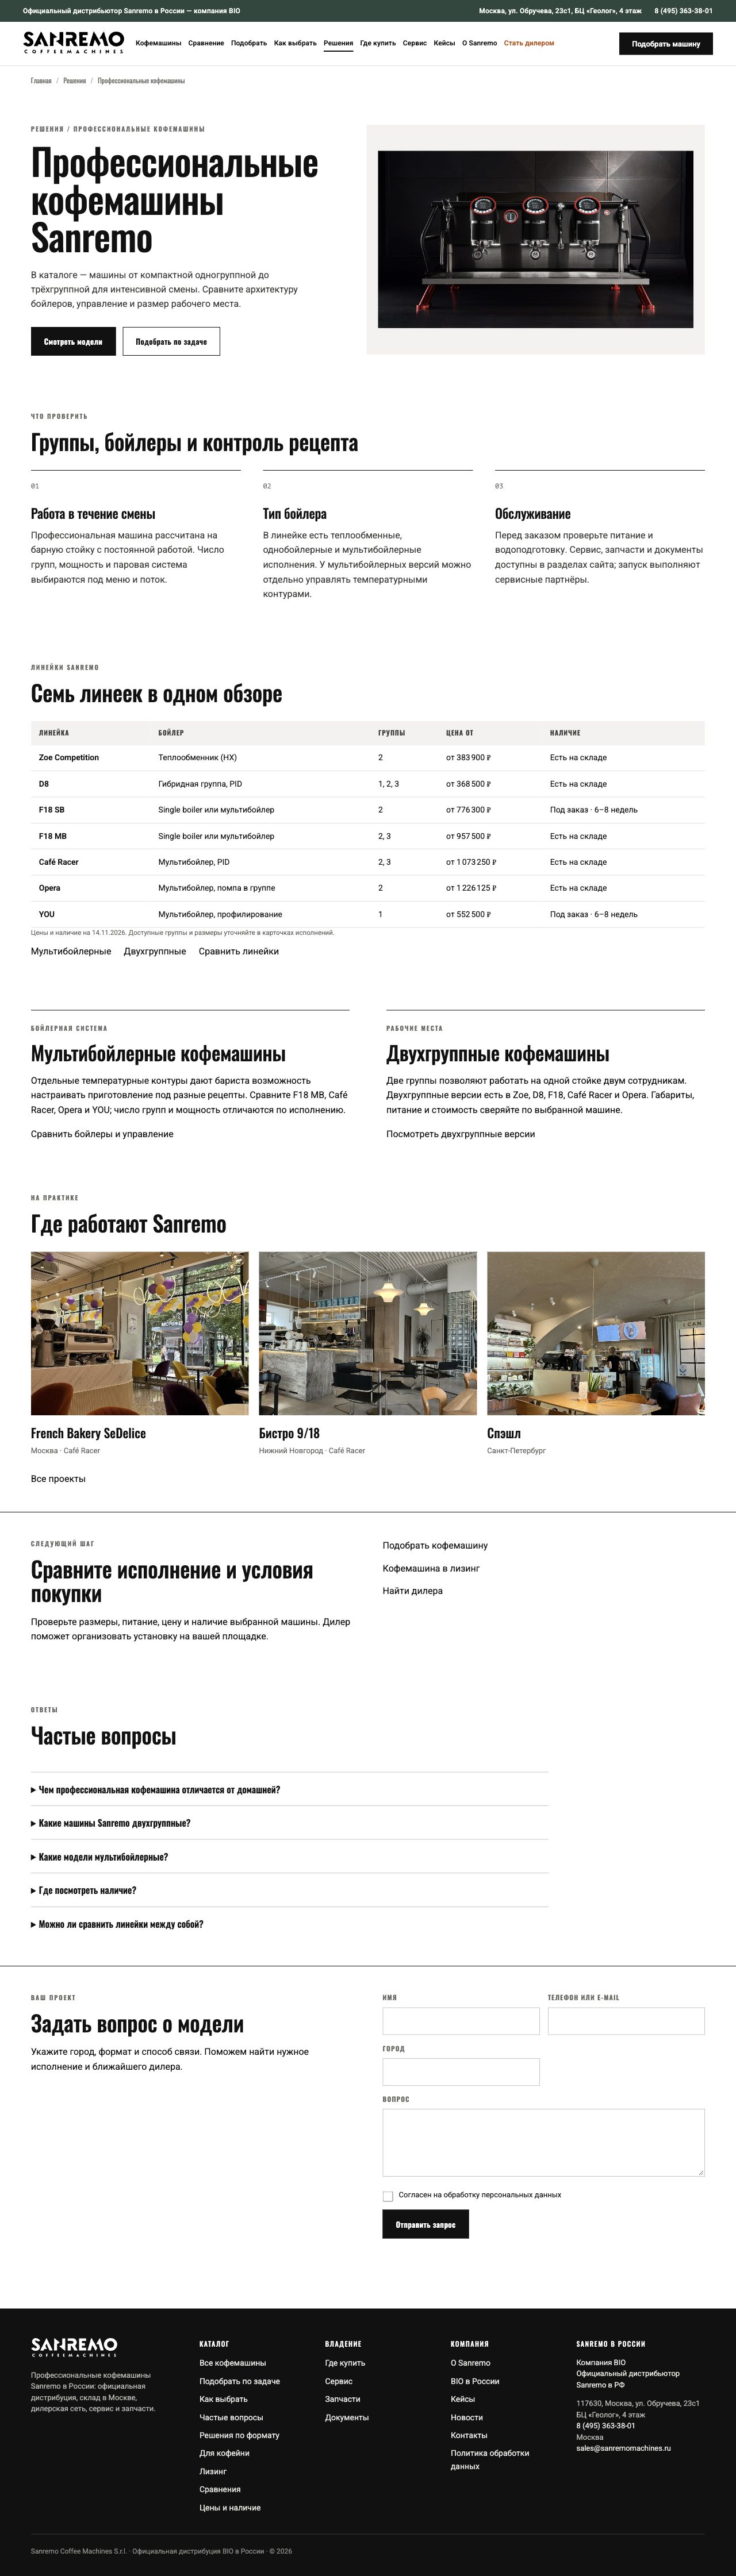 Официальный дистрибьютор Sanremo в России — компания BIO
Москва, ул. Обручева, 23с1, БЦ «Геолог», 4 этаж
8 (495) 363-38-01
SANREMO
COFFEEMACHINES
Кофемашины Сравнение Подобрать Как выбрать Решения Где купить Сервис Кейсы О Sanremo Стать дилером
Подобрать машину
Главная / Решения / Профессиональные кофемашины
РЕШЕНИЯ / ПРОФЕССИОНАЛЬНЫЕ КОФЕМАШИНЫ
Профессиональные
кофемашины
Sanremo
В каталоге — машины от компактной одногруппной до
трёхгруппной для интенсивной смены. Сравните архитектуру
бойлеров, управление и размер рабочего места.
Смотреть модели
Подобрать по задаче
ЧТО ПРОВЕРИТЬ
Группы, бойлеры и контроль рецепта
01
Работа в течение смены
Профессиональная машина рассчитана на
барную стойку с постоянной работой. Число
групп, мощность и паровая система
выбираются под меню и поток.
02
Тип бойлера
В линейке есть теплообменные,
однобойлерные и мультибойлерные
исполнения. У мультибойлерных версий можно
отдельно управлять температурными
контурами.
03
Обслуживание
Перед заказом проверьте питание и
водоподготовку. Сервис, запчасти и документы
доступны в разделах сайта; запуск выполняют
сервисные партнёры.
ЛИНЕЙКИ SANREMO
Семь линеек в одном обзоре
ЛИНЕЙКА БОЙЛЕР ГРУППЫ ЦЕНА ОТ НАЛИЧИЕ
Zoe Competition Теплообменник (HX) 2 от 383 900 ₽ Есть на складе
D8 Гибридная группа, PID 1, 2, 3 от 368 500 ₽ Есть на складе
F18 SB Single boiler или мультибойлер 2 от 776 300 ₽ Под заказ · 6–8 недель
F18 MB Single boiler или мультибойлер 2, 3 от 957 500 ₽ Есть на складе
Café Racer Мультибойлер, PID 2, 3 от 1 073 250 ₽ Есть на складе
Opera Мультибойлер, помпа в группе 2 от 1 226 125 ₽ Есть на складе
YOU Мультибойлер, профилирование 1 от 552 500 ₽ Под заказ · 6–8 недель
Цены и наличие на 14.11.2026. Доступные группы и размеры уточняйте в карточках исполнений.
Мультибойлерные Двухгруппные Сравнить линейки
БОЙЛЕРНАЯ СИСТЕМА
Мультибойлерные кофемашины
Отдельные температурные контуры дают бариста возможность
настраивать приготовление под разные рецепты. Сравните F18 MB, Café
Racer, Opera и YOU; число групп и мощность отличаются по исполнению.
Сравнить бойлеры и управление
РАБОЧИЕ МЕСТА
Двухгруппные кофемашины
Две группы позволяют работать на одной стойке двум сотрудникам.
Двухгруппные версии есть в Zoe, D8, F18, Café Racer и Opera. Габариты,
питание и стоимость сверяйте по выбранной машине.
Посмотреть двухгруппные версии
НА ПРАКТИКЕ
Где работают Sanremo
I CAN
French Bakery SeDelice
Москва · Café Racer
Бистро 9/18
Нижний Новгород · Café Racer
Спэшл
Санкт-Петербург
Все проекты
СЛЕДУЮЩИЙ ШАГ
Сравните исполнение и условия
покупки
Проверьте размеры, питание, цену и наличие выбранной машины. Дилер
поможет организовать установку на вашей площадке.
Подобрать кофемашину
Кофемашина в лизинг
Найти дилера
ОТВЕТЫ
Частые вопросы
Чем профессиональная кофемашина отличается от домашней?
Какие машины Sanremo двухгруппные?
Какие модели мультибойлерные?
Где посмотреть наличие?
Можно ли сравнить линейки между собой?
ВАШ ПРОЕКТ
Задать вопрос о модели
Укажите город, формат и способ связи. Поможем найти нужное
исполнение и ближайшего дилера.
ИМЯ
ТЕЛЕФОН ИЛИ E-MAIL
ГОРОД
ВОПРОС
Согласен на обработку персональных данных
Отправить запрос
SANREMO
COFFEEMACHINES
Профессиональные кофемашины
Sanremo в России: официальная
дистрибуция, склад в Москве,
дилерская сеть, сервис и запчасти.
КАТАЛОГ
Все кофемашины
Подобрать по задаче
Как выбрать
Частые вопросы
Решения по формату
Для кофейни
Лизинг
Сравнения
Цены и наличие
ВЛАДЕНИЕ
Где купить
Сервис
Запчасти
Документы
КОМПАНИЯ
О Sanremo
BIO в России
Кейсы
Новости
Контакты
Политика обработки
данных
SANREMO В РОССИИ
Компания BIO
Официальный дистрибьютор
Sanremo в РФ
117630, Москва, ул. Обручева, 23с1
БЦ «Геолог», 4 этаж
8 (495) 363-38-01
Москва
sales@sanremomachines.ru
Sanremo Coffee Machines S.r.l. · Официальная дистрибуция BIO в России · © 2026